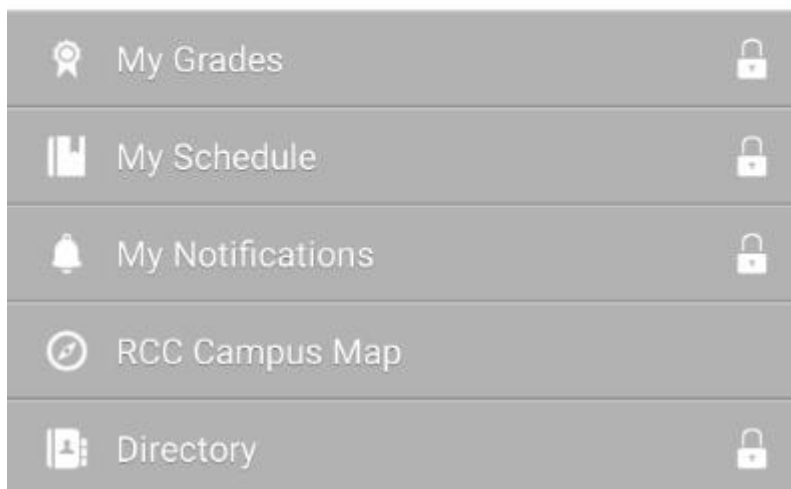 My Grades
My Schedule
My Notifications
RCC Campus Map
Directory